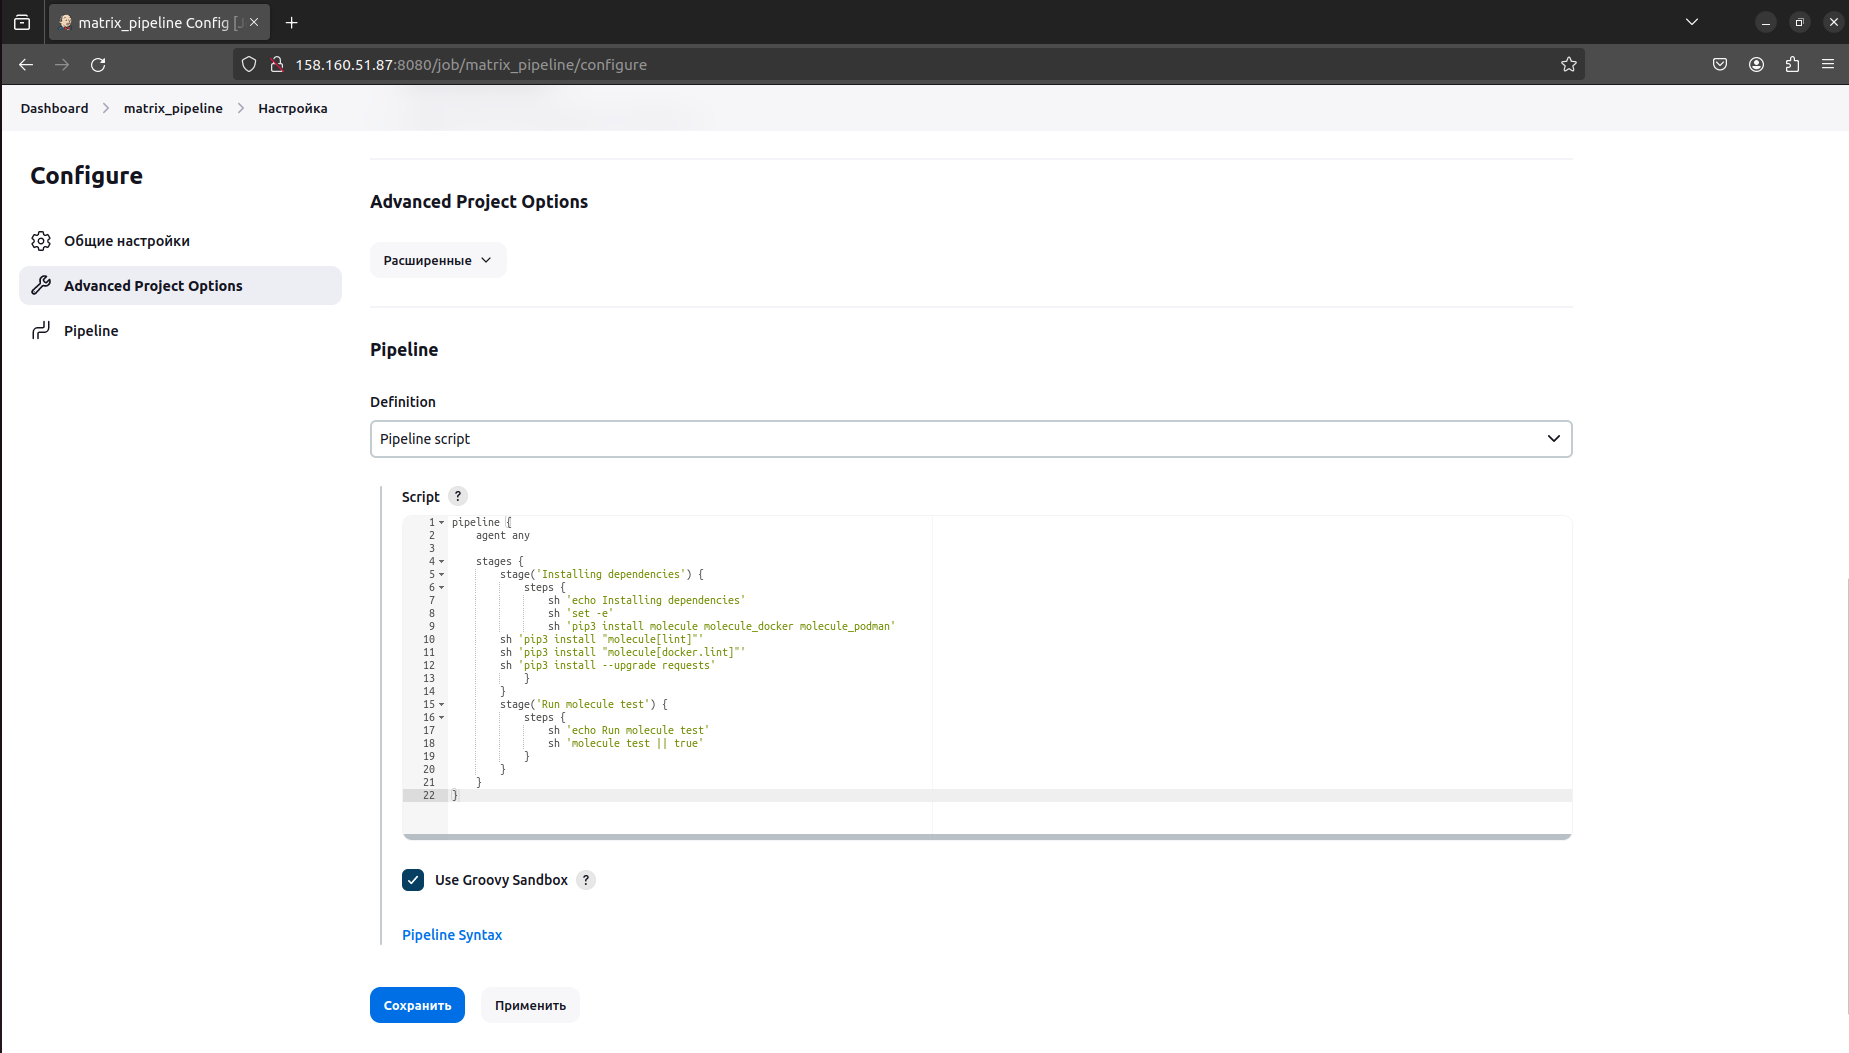 matrix_pipeline Config [J
158.160.51.87:8080/job/matrix_pipeline/configure
Dashboard > matrix_pipeline > Настройка
Configure
Общие настройки
Advanced Project Options
Pipeline
Advanced Project Options
Расширенные
Pipeline
Definition
Pipeline script
Script ?
1 pipeline {
2     agent any
3
4     stages {
5         stage('Installing dependencies') {
6             steps {
7                 sh 'echo Installing dependencies'
8                 sh 'set -e'
9                 sh 'pip3 install molecule molecule_docker molecule_podman'
10         sh 'pip3 install "molecule[lint]"'
11         sh 'pip3 install "molecule[docker.lint]"'
12         sh 'pip3 install --upgrade requests'
13             }
14         }
15         stage('Run molecule test') {
16             steps {
17                 sh 'echo Run molecule test'
18                 sh 'molecule test || true'
19             }
20         }
21     }
22 }
Use Groovy Sandbox ?
Pipeline Syntax
Сохранить
Применить